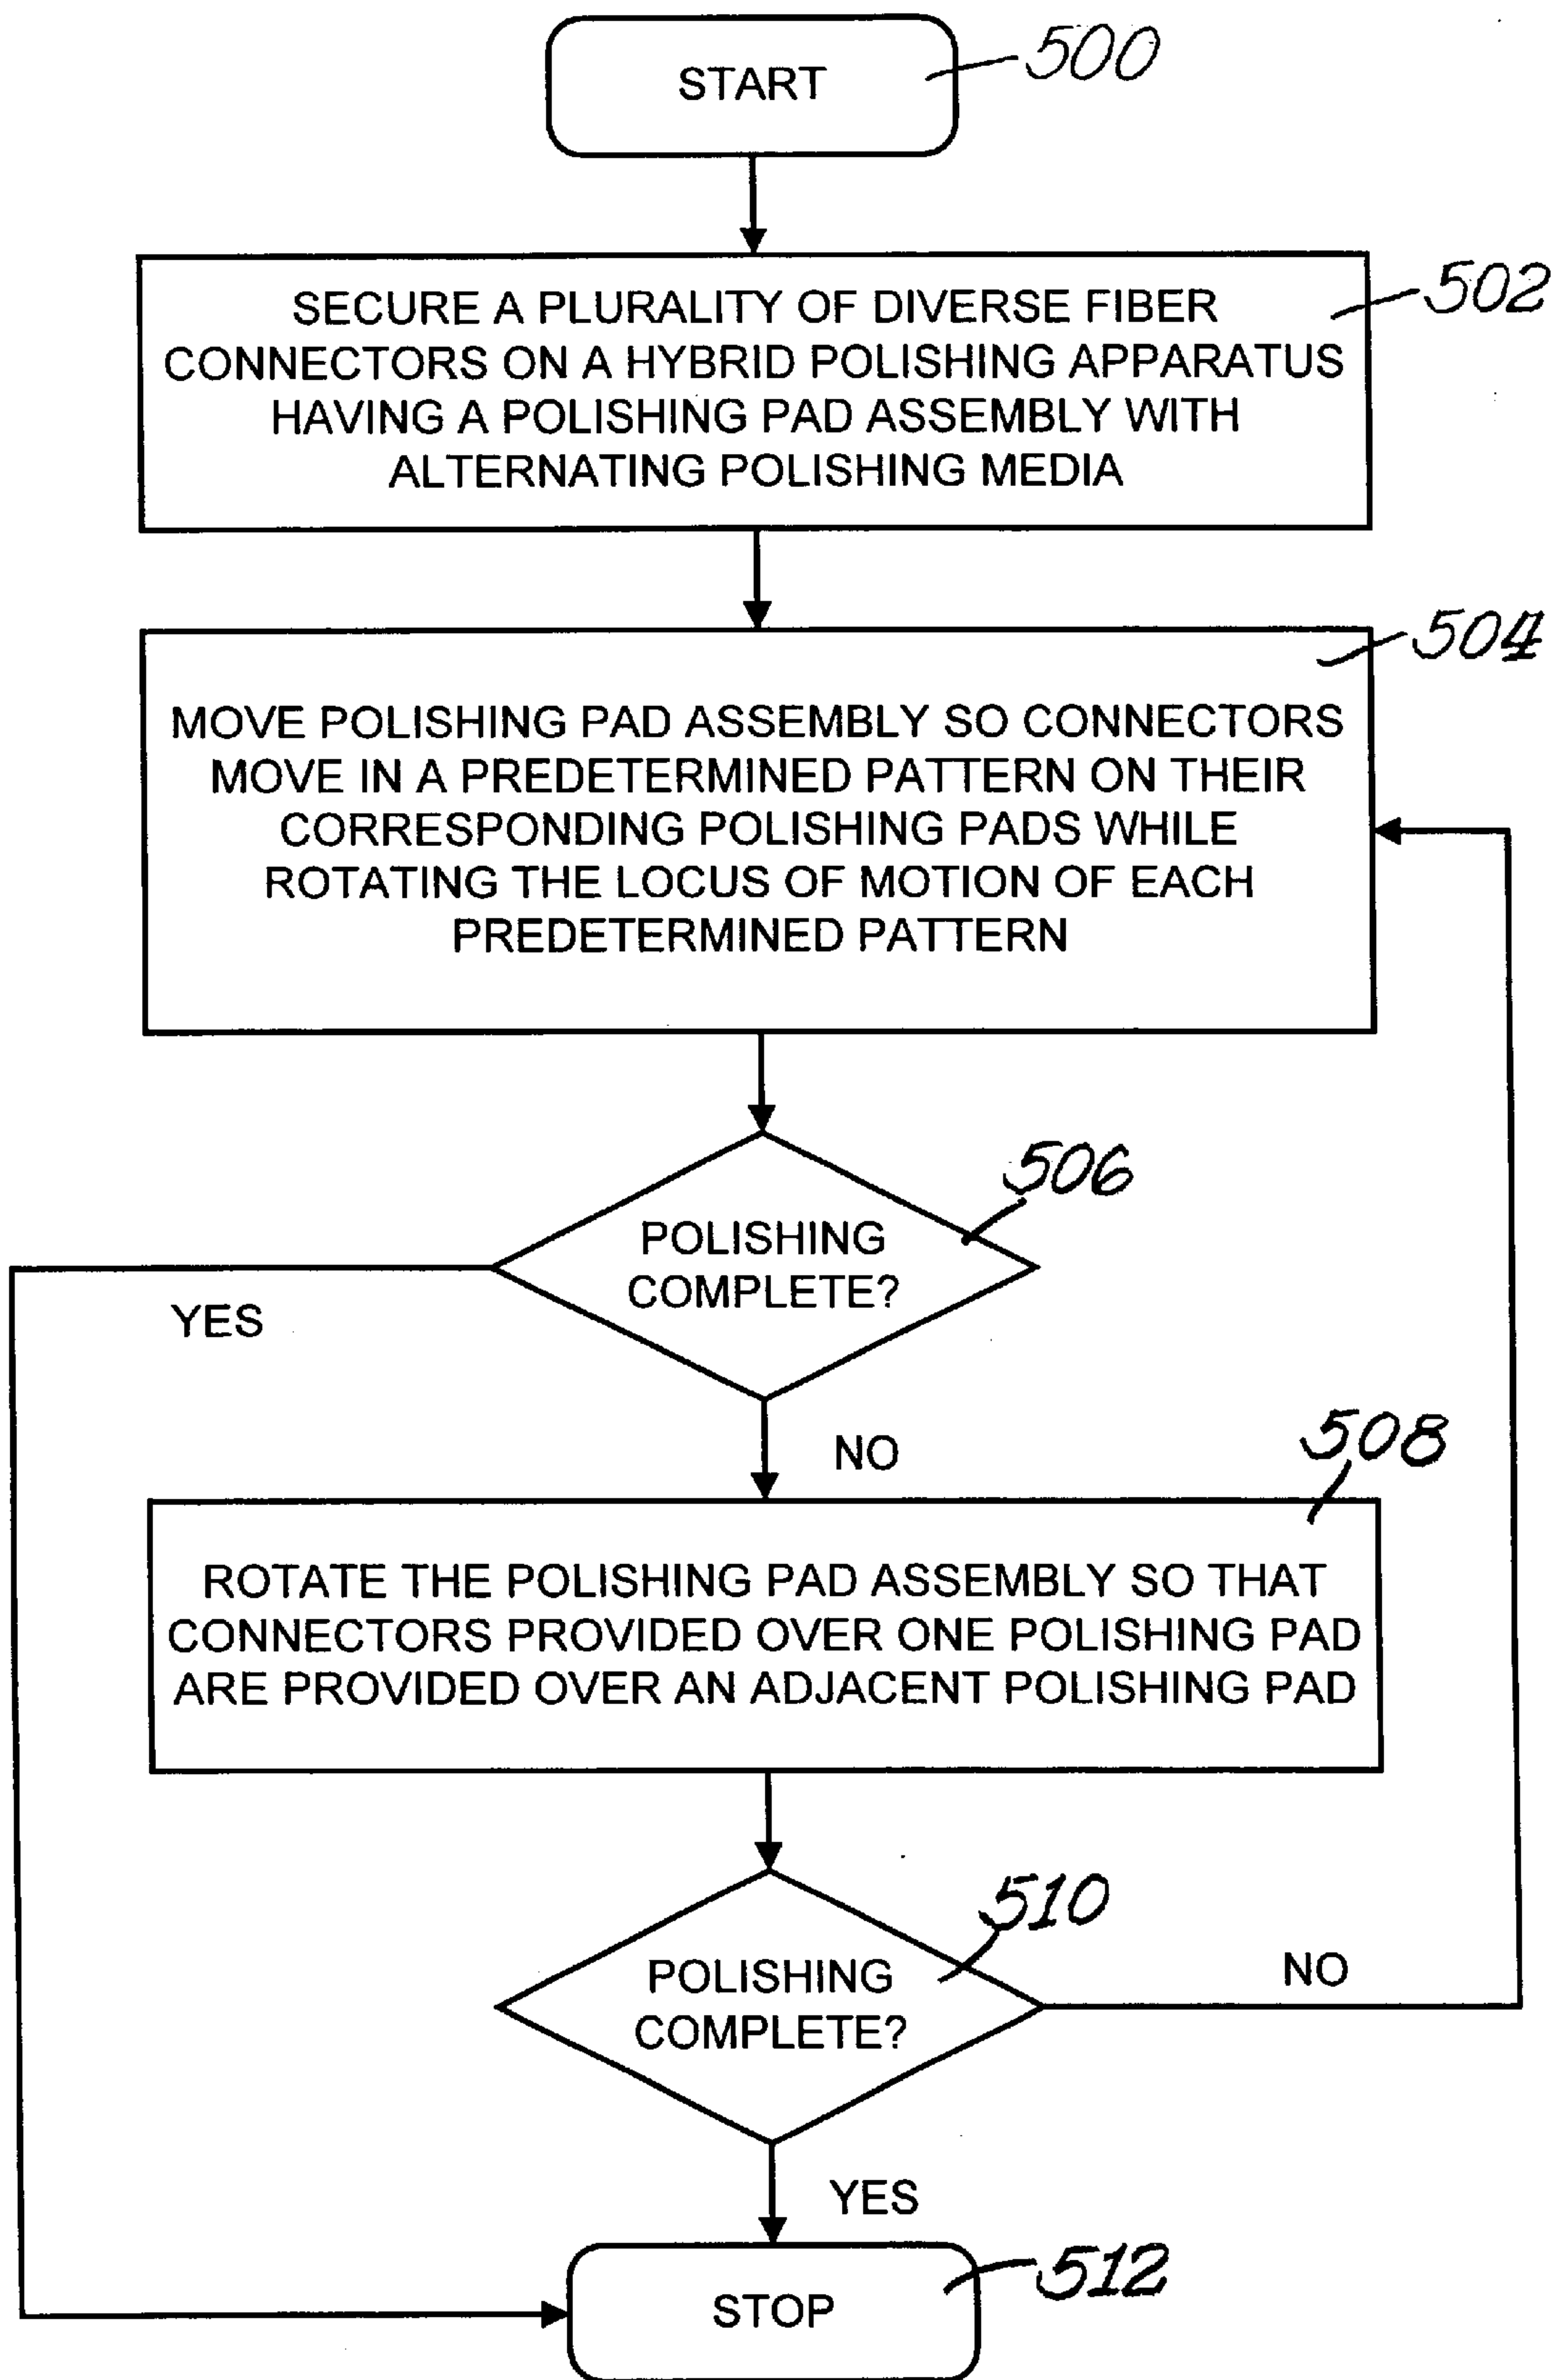 START
500
SECURE A PLURALITY OF DIVERSE FIBER
CONNECTORS ON A HYBRID POLISHING APPARATUS
HAVING A POLISHING PAD ASSEMBLY WITH
ALTERNATING POLISHING MEDIA
502
MOVE POLISHING PAD ASSEMBLY SO CONNECTORS
MOVE IN A PREDETERMINED PATTERN ON THEIR
CORRESPONDING POLISHING PADS WHILE
ROTATING THE LOCUS OF MOTION OF EACH
PREDETERMINED PATTERN
504
POLISHING
COMPLETE?
506
YES
NO
508
ROTATE THE POLISHING PAD ASSEMBLY SO THAT
CONNECTORS PROVIDED OVER ONE POLISHING PAD
ARE PROVIDED OVER AN ADJACENT POLISHING PAD
POLISHING
COMPLETE?
510
NO
YES
STOP
512